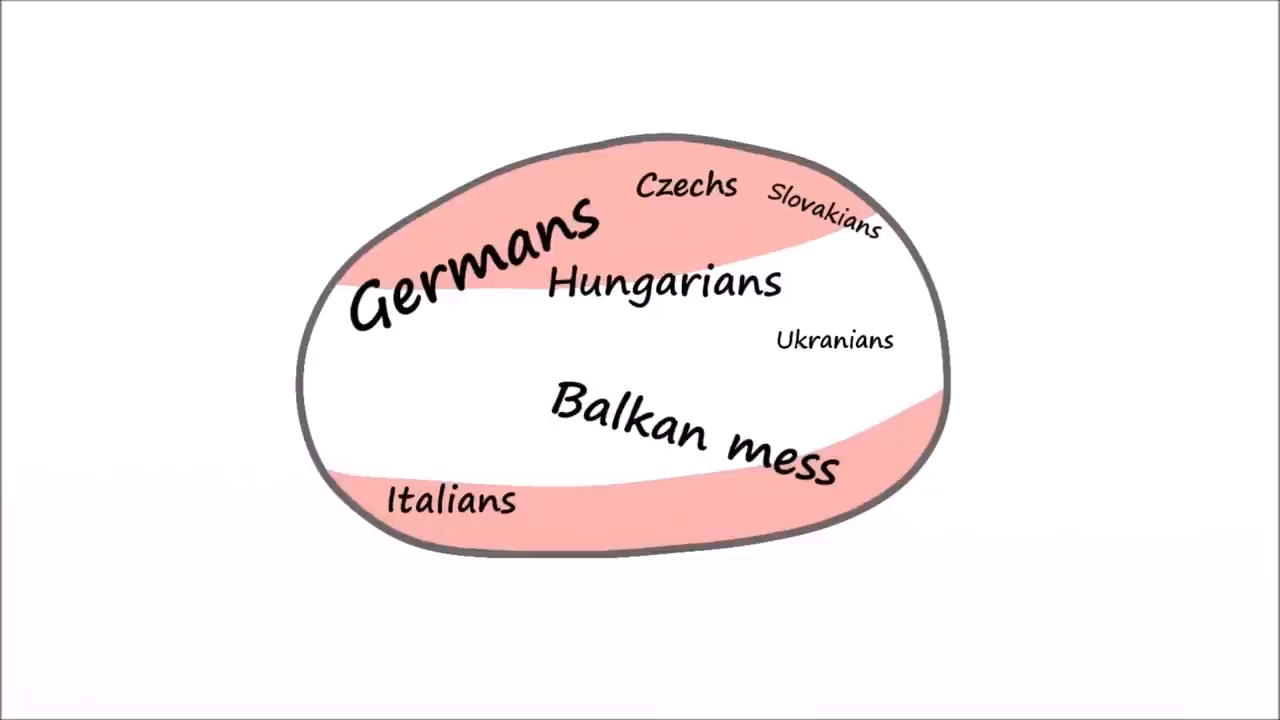 Czechs
Slovakians
Germans
Hungarians
Ukranians
Balkan mess
Italians